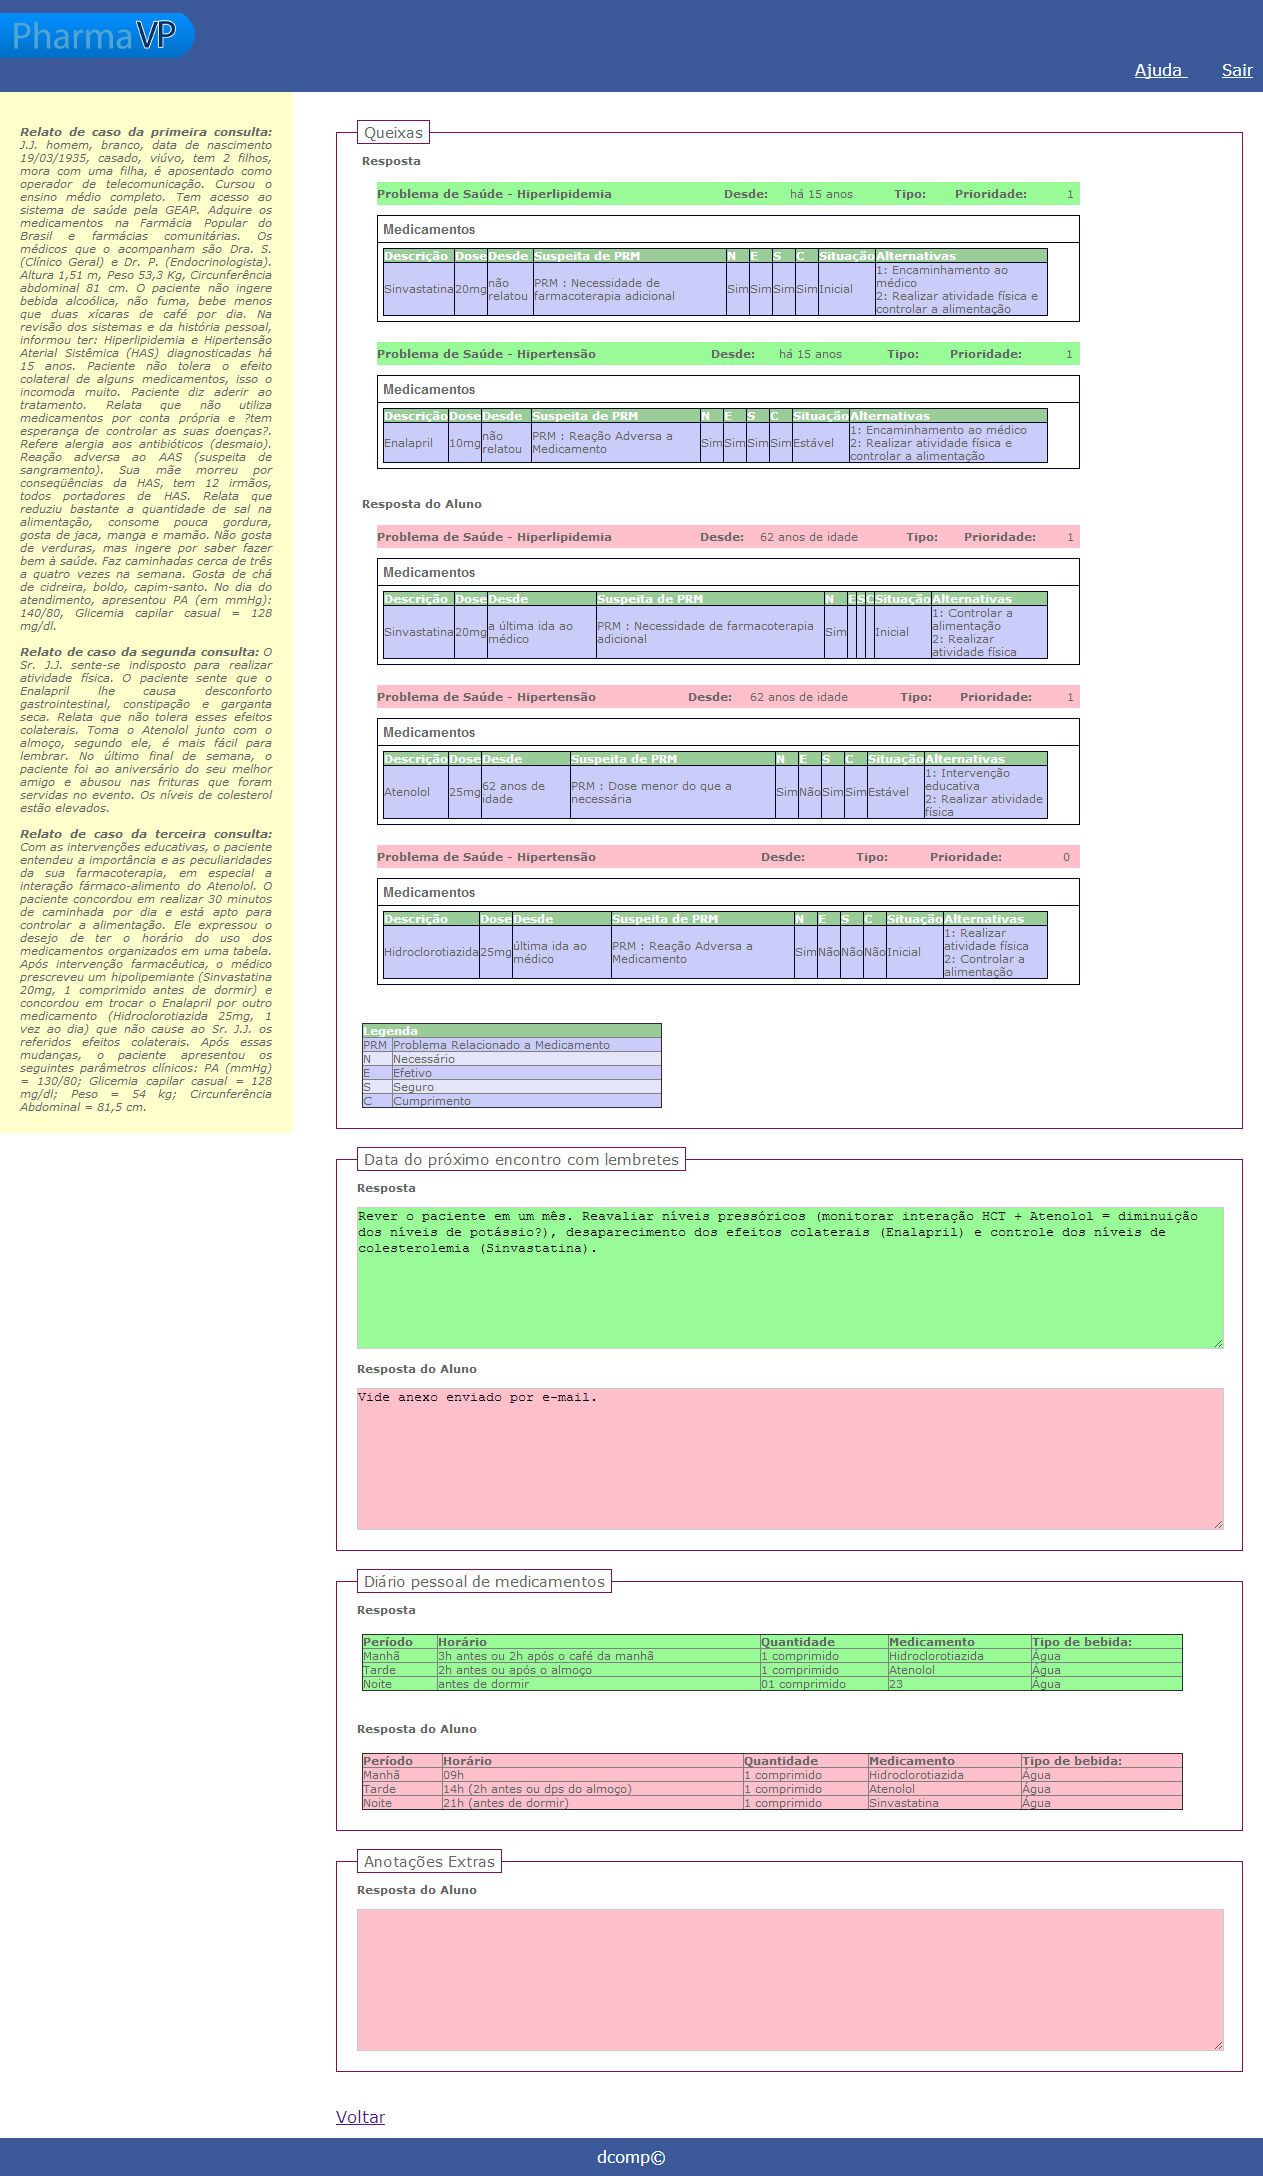 PharmaVP
Ajuda Sair
Relato de caso da primeira consulta:
J.J. homem, branco, data de nascimento
19/03/1935, casado, viúvo, tem 2 filhos,
mora com uma filha, é aposentado como
operador de telecomunicação. Cursou o
ensino médio completo. Tem acesso ao
sistema de saúde pela GEAP. Adquire os
medicamentos na Farmácia Popular do
Brasil e farmácias comunitárias. Os
médicos que o acompanham são Dra. S.
(Clínico Geral) e Dr. P. (Endocrinologista).
Altura 1,51 m, Peso 53,3 Kg, Circunferência
abdominal 81 cm. O paciente não ingere
bebida alcoólica, não fuma, bebe menos
que duas xícaras de café por dia. Na
revisão dos sistemas e da história pessoal,
informou ter: Hiperlipidemia e Hipertensão
Aterial Sistêmica (HAS) diagnosticadas há
15 anos. Paciente não tolera o efeito
colateral de alguns medicamentos, isso o
incomoda muito. Paciente diz aderir ao
tratamento. Relata que não utiliza
medicamentos por conta própria e ?tem
esperança de controlar as suas doenças?.
Refere alergia aos antibióticos (desmaio).
Reação adversa ao AAS (suspeita de
sangramento). Sua mãe morreu por
conseqüências da HAS, tem 12 irmãos,
todos portadores de HAS. Relata que
reduziu bastante a quantidade de sal na
alimentação, consome pouca gordura,
gosta de jaca, manga e mamão. Não gosta
de verduras, mas ingere por saber fazer
bem à saúde. Faz caminhadas cerca de três
a quatro vezes na semana. Gosta de chá
de cidreira, boldo, capim-santo. No dia do
atendimento, apresentou PA (em mmHg):
140/80, Glicemia capilar casual = 128
mg/dl.
Relato de caso da segunda consulta: O
Sr. J.J. sente-se indisposto para realizar
atividade física. O paciente sente que o
Enalapril lhe causa desconforto
gastrointestinal, constipação e garganta
seca. Relata que não tolera esses efeitos
colaterais. Toma o Atenolol junto com o
almoço, segundo ele, é mais fácil para
lembrar. No último final de semana, o
paciente foi ao aniversário do seu melhor
amigo e abusou nas frituras que foram
servidas no evento. Os níveis de colesterol
estão elevados.
Relato de caso da terceira consulta:
Com as intervenções educativas, o paciente
entendeu a importância e as peculiaridades
da sua farmacoterapia, em especial a
interação fármaco-alimento do Atenolol. O
paciente concordou em realizar 30 minutos
de caminhada por dia e está apto para
controlar a alimentação. Ele expressou o
desejo de ter o horário do uso dos
medicamentos organizados em uma tabela.
Após intervenção farmacêutica, o médico
prescreveu um hipolipemiante (Sinvastatina
20mg, 1 comprimido antes de dormir) e
concordou em trocar o Enalapril por outro
medicamento (Hidroclorotiazida 25mg, 1
vez ao dia) que não cause ao Sr. J.J. os
referidos efeitos colaterais. Após essas
mudanças, o paciente apresentou os
seguintes parâmetros clínicos: PA (mmHg)
= 130/80; Glicemia capilar casual = 128
mg/dl; Peso = 54 kg; Circunferência
Abdominal = 81,5 cm.
Queixas
Resposta
Problema de Saúde - Hiperlipidemia Desde: há 15 anos Tipo: Prioridade: 1
Medicamentos
Descrição Dose Desde Suspeita de PRM N E S C Situação Alternativas
Sinvastatina 20mg não relatou PRM : Necessidade de farmacoterapia adicional Sim Sim Sim Sim Inicial 1: Encaminhamento ao médico 2: Realizar atividade física e controlar a alimentação
Problema de Saúde - Hipertensão Desde: há 15 anos Tipo: Prioridade: 1
Medicamentos
Descrição Dose Desde Suspeita de PRM N E S C Situação Alternativas
Enalapril 10mg não relatou PRM : Reação Adversa a Medicamento Sim Sim Sim Sim Estável 1: Encaminhamento ao médico 2: Realizar atividade física e controlar a alimentação
Resposta do Aluno
Problema de Saúde - Hiperlipidemia Desde: 62 anos de idade Tipo: Prioridade: 1
Medicamentos
Descrição Dose Desde Suspeita de PRM N E S C Situação Alternativas
Sinvastatina 20mg a última ida ao médico PRM : Necessidade de farmacoterapia adicional Sim Inicial 1: Controlar a alimentação 2: Realizar atividade física
Problema de Saúde - Hipertensão Desde: 62 anos de idade Tipo: Prioridade: 1
Medicamentos
Descrição Dose Desde Suspeita de PRM N E S C Situação Alternativas
Atenolol 25mg 62 anos de idade PRM : Dose menor do que a necessária Sim Não Sim Sim Estável 1: Intervenção educativa 2: Realizar atividade física
Problema de Saúde - Hipertensão Desde: Tipo: Prioridade: 0
Medicamentos
Descrição Dose Desde Suspeita de PRM N E S C Situação Alternativas
Hidroclorotiazida 25mg última ida ao médico PRM : Reação Adversa a Medicamento Sim Não Não Não Inicial 1: Realizar atividade física 2: Controlar a alimentação
Legenda
PRM Problema Relacionado a Medicamento
N Necessário
E Efetivo
S Seguro
C Cumprimento
Data do próximo encontro com lembretes
Resposta
Rever o paciente em um mês. Reavaliar níveis pressóricos (monitorar interação HCT + Atenolol = diminuição
dos níveis de potássio?), desaparecimento dos efeitos colaterais (Enalapril) e controle dos níveis de
colesterolemia (Sinvastatina).
Resposta do Aluno
Vide anexo enviado por e-mail.
Diário pessoal de medicamentos
Resposta
Período Horário Quantidade Medicamento Tipo de bebida:
Manhã 3h antes ou 2h após o café da manhã 1 comprimido Hidroclorotiazida Água
Tarde 2h antes ou após o almoço 1 comprimido Atenolol Água
Noite antes de dormir 01 comprimido 23 Água
Resposta do Aluno
Período Horário Quantidade Medicamento Tipo de bebida:
Manhã 09h 1 comprimido Hidroclorotiazida Água
Tarde 14h (2h antes ou dps do almoço) 1 comprimido Atenolol Água
Noite 21h (antes de dormir) 1 comprimido Sinvastatina Água
Anotações Extras
Resposta do Aluno
Voltar
dcomp©